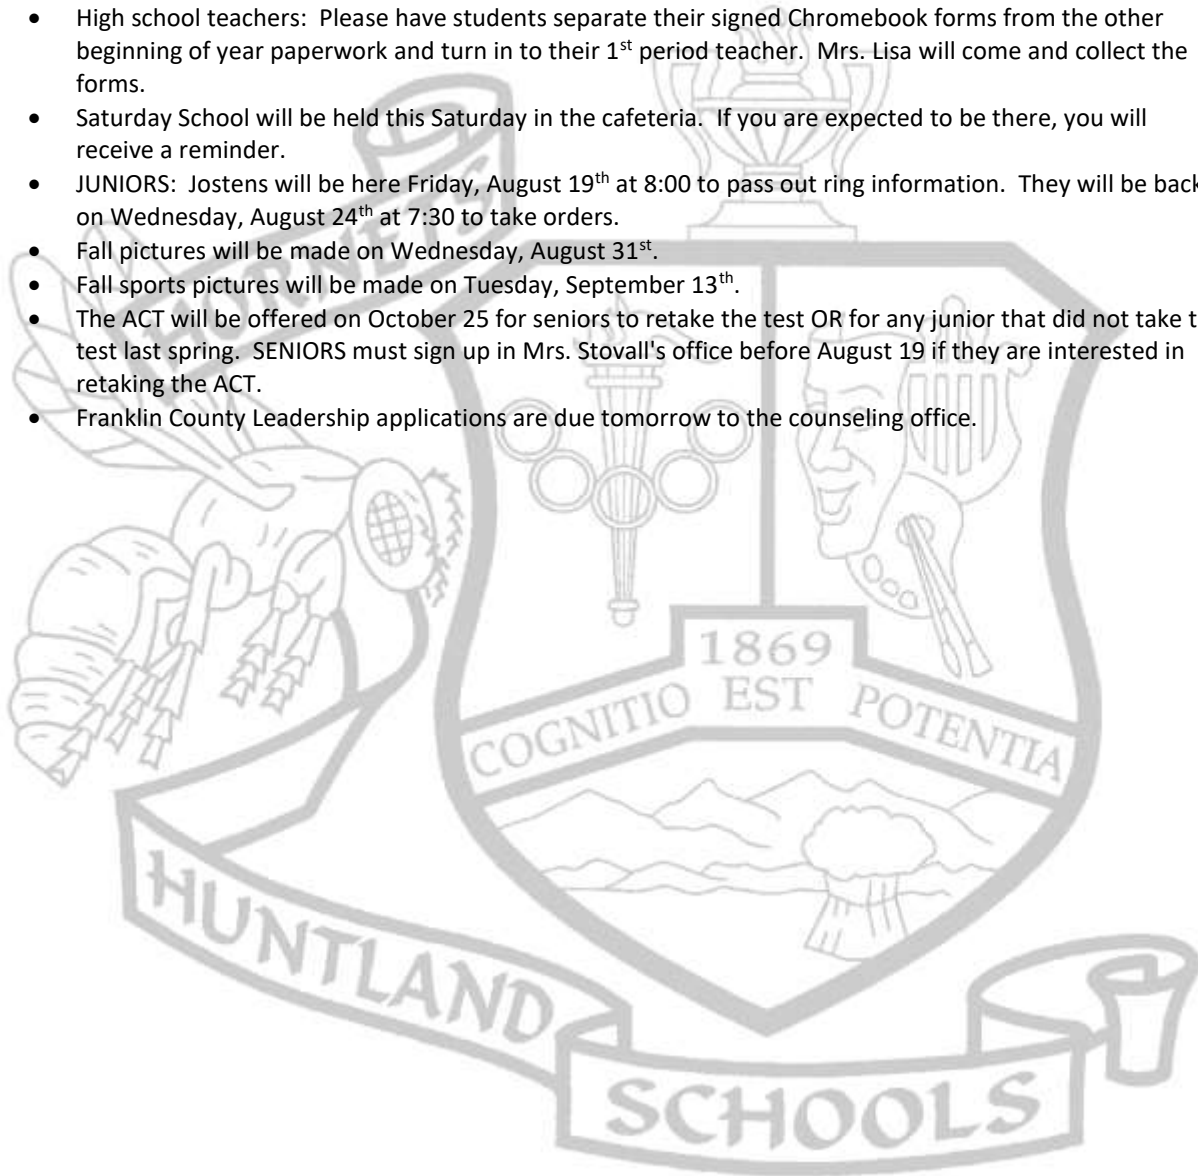 • High school teachers:  Please have students separate their signed Chromebook forms from the other
beginning of year paperwork and turn in to their 1st period teacher.  Mrs. Lisa will come and collect the
forms.
• Saturday School will be held this Saturday in the cafeteria.  If you are expected to be there, you will
receive a reminder.
• JUNIORS:  Jostens will be here Friday, August 19th at 8:00 to pass out ring information.  They will be back
on Wednesday, August 24th at 7:30 to take orders.
• Fall pictures will be made on Wednesday, August 31st.
• Fall sports pictures will be made on Tuesday, September 13th.
• The ACT will be offered on October 25 for seniors to retake the test OR for any junior that did not take t
test last spring.  SENIORS must sign up in Mrs. Stovall's office before August 19 if they are interested in
retaking the ACT.
• Franklin County Leadership applications are due tomorrow to the counseling office.
HORNETS
1869
COGNITIO EST POTENTIA
HUNTLAND
SCHOOLS